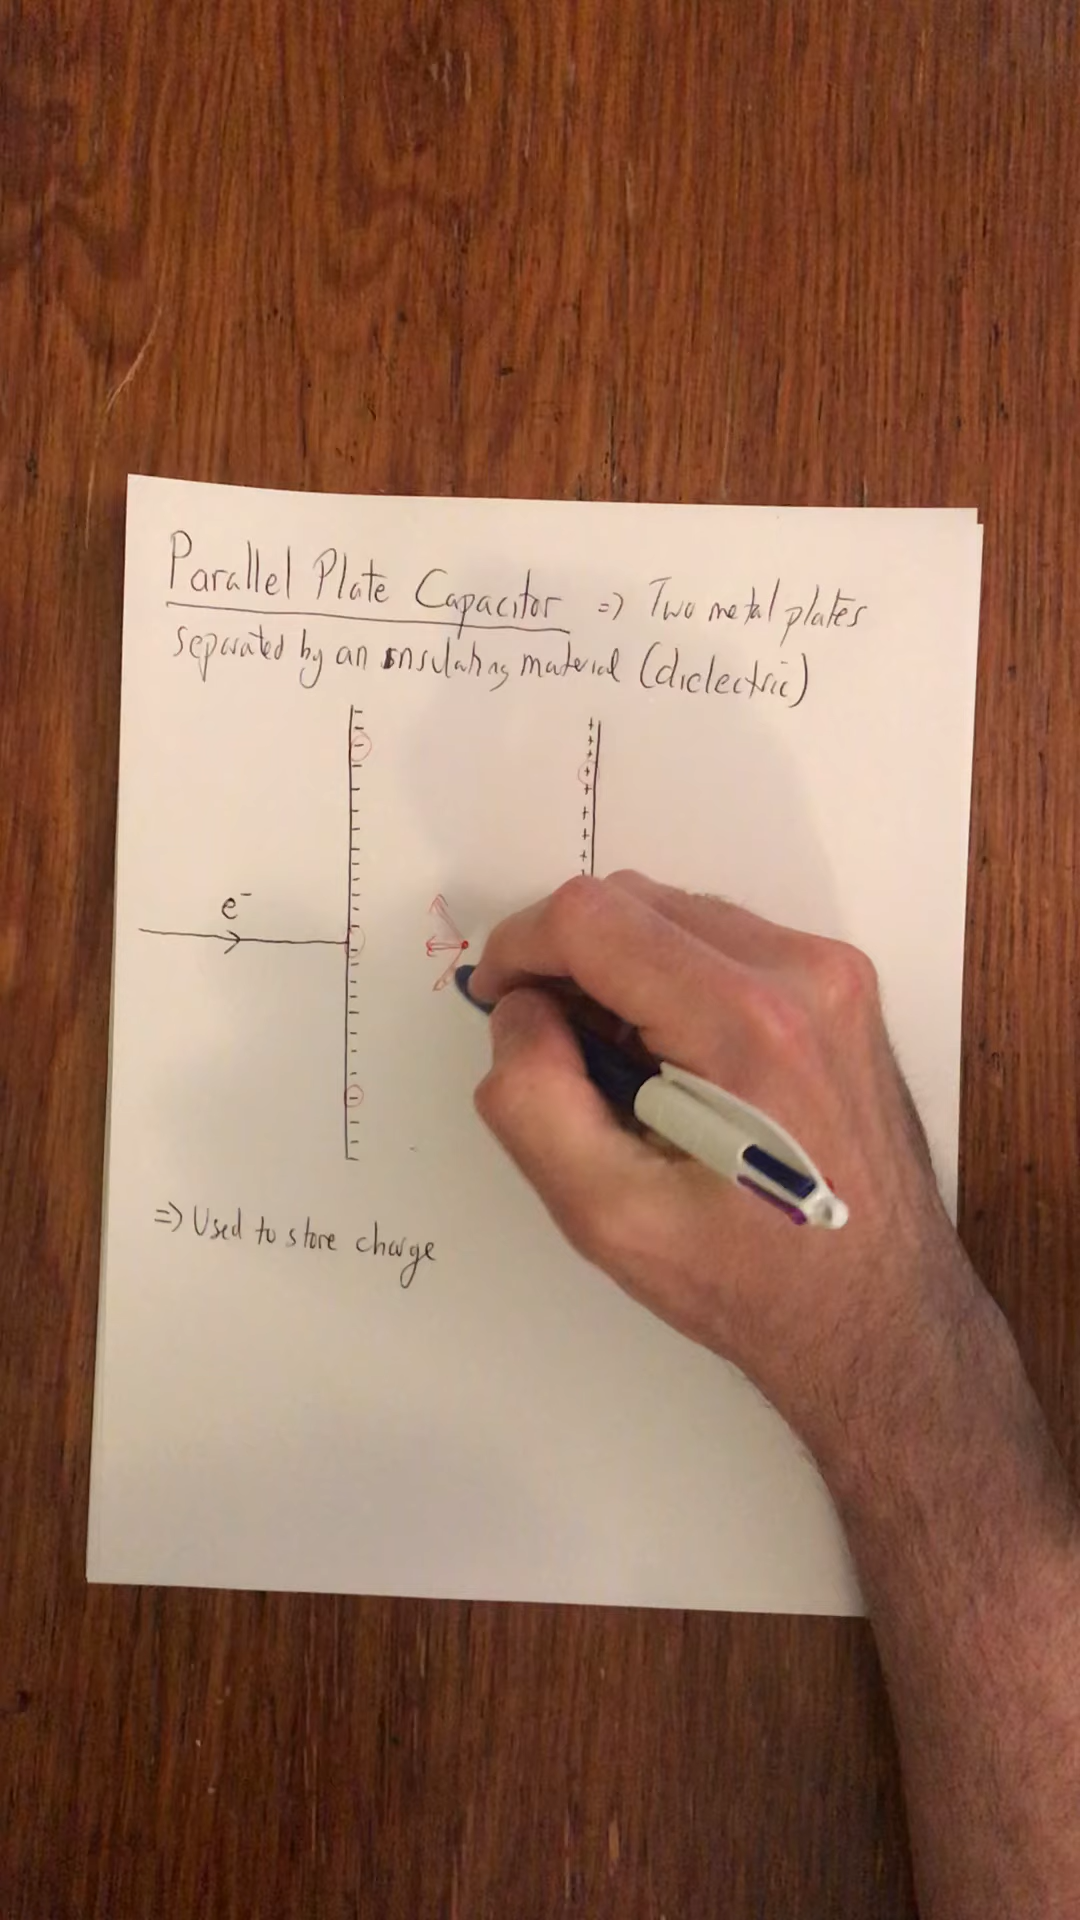 Parallel Plate Capacitor => Two metal plates
separated by an insulating material (dielectric)
e⁻
=> Used to store charge